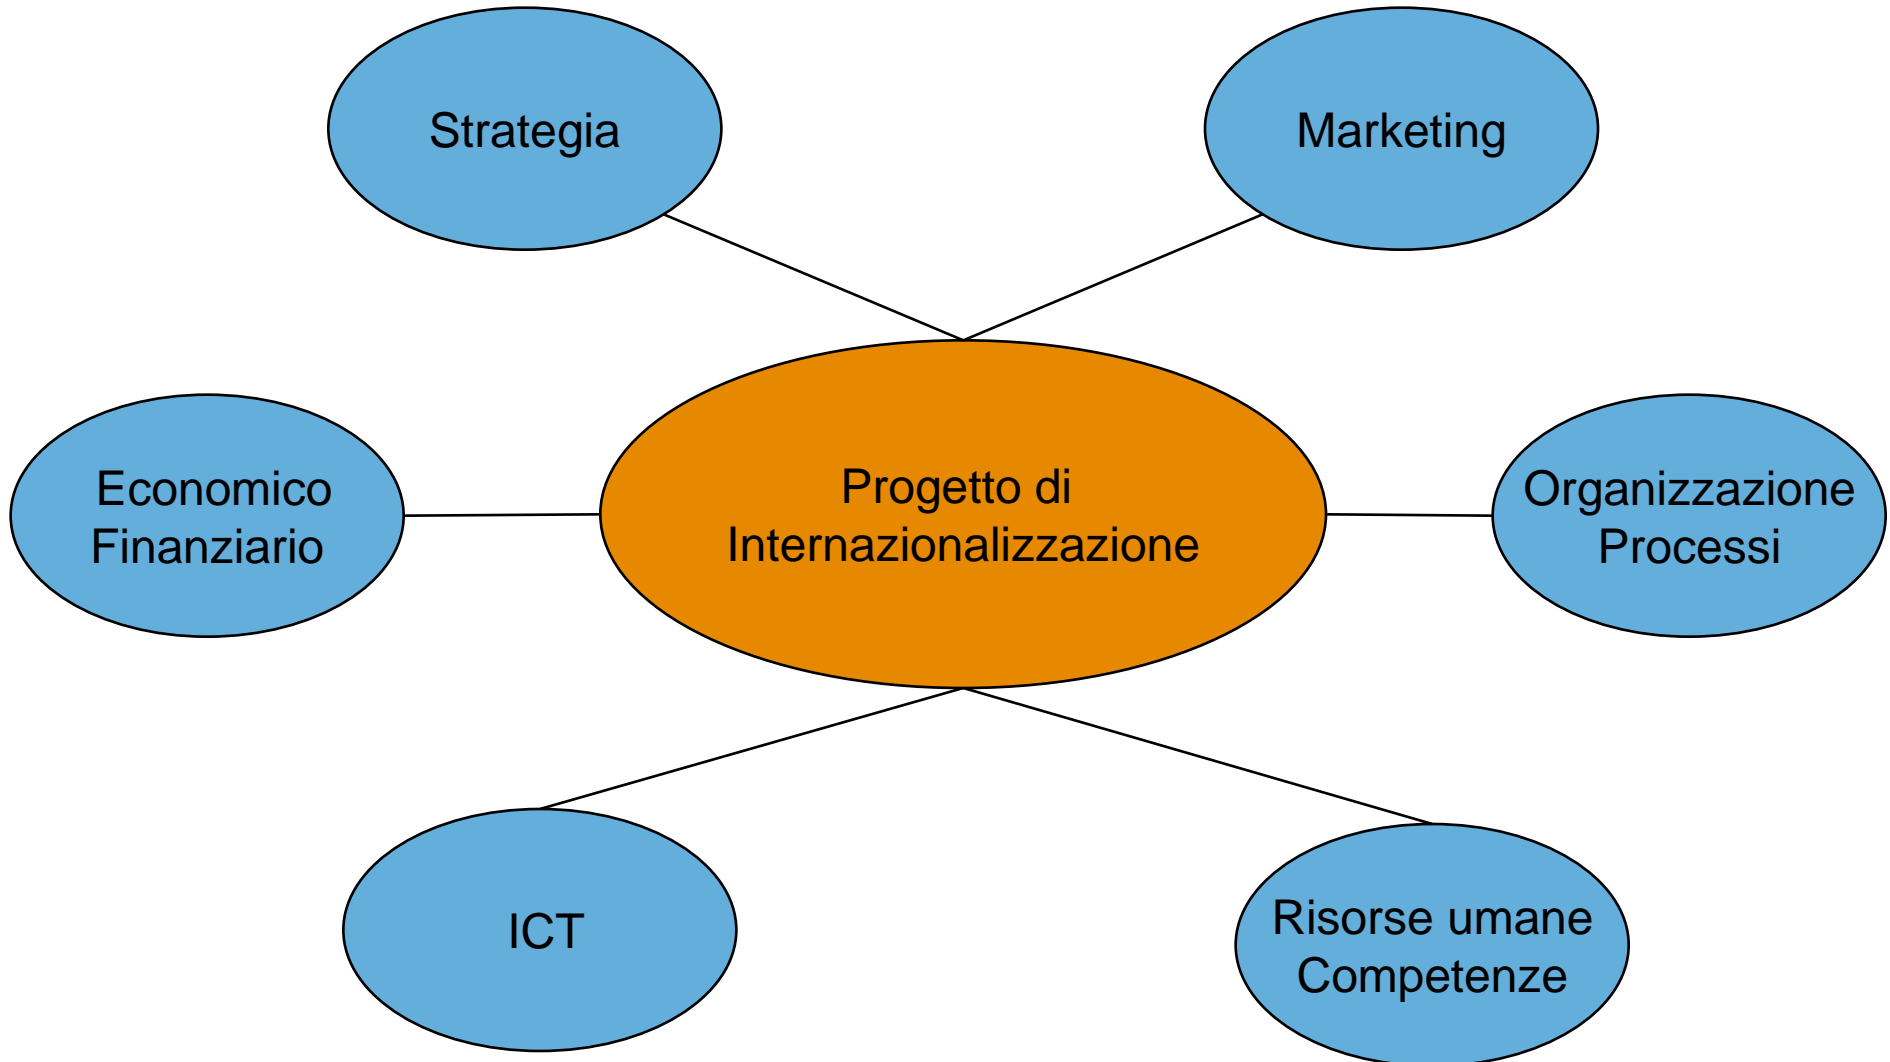 Strategia
Marketing
Economico
Finanziario
Progetto di
Internazionalizzazione
Organizzazione
Processi
ICT
Risorse umane
Competenze